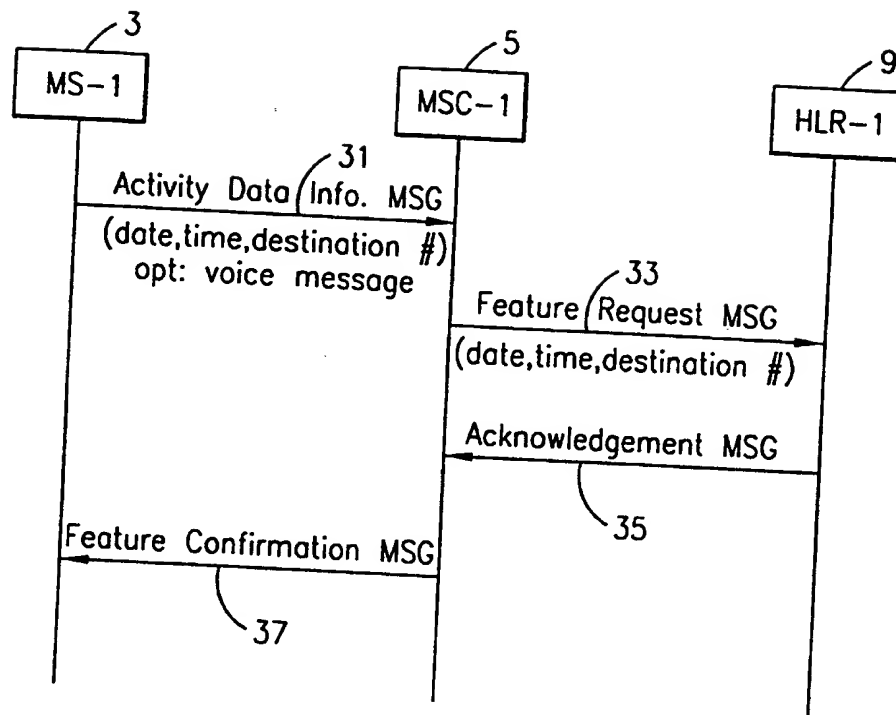 3
5
9
MS-1
MSC-1
HLR-1
31
Activity Data Info. MSG
(date,time,destination #)
opt: voice message
33
Feature Request MSG
(date,time,destination #)
Acknowledgement MSG
35
Feature Confirmation MSG
37